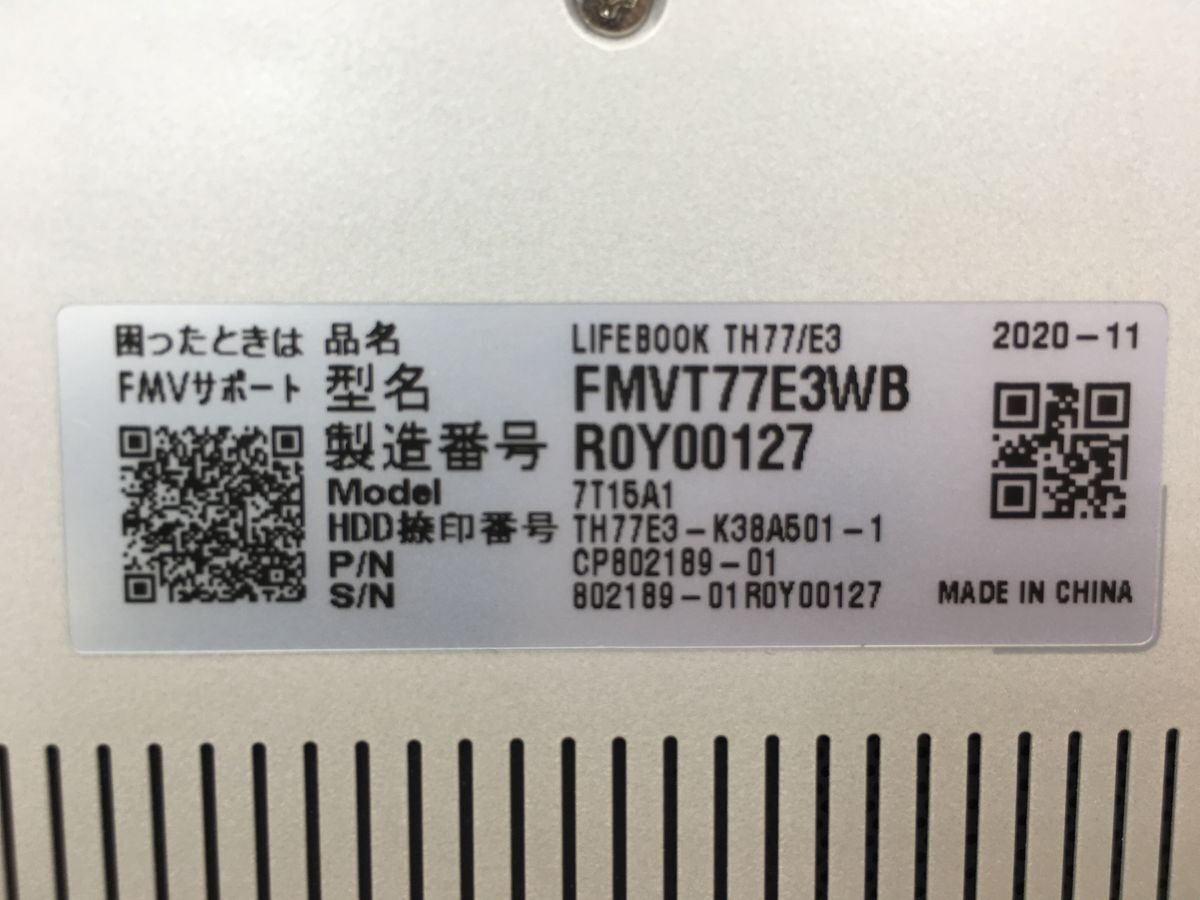 困ったときは
FMVサポート
品名 LIFEBOOK TH77/E3 2020-11
型名 FMVT77E3WB
製造番号 R0Y00127
Model 7T15A1
HDD捺印番号 TH77E3-K38A501-1
P/N CP802189-01
S/N 802189-01R0Y00127 MADE IN CHINA